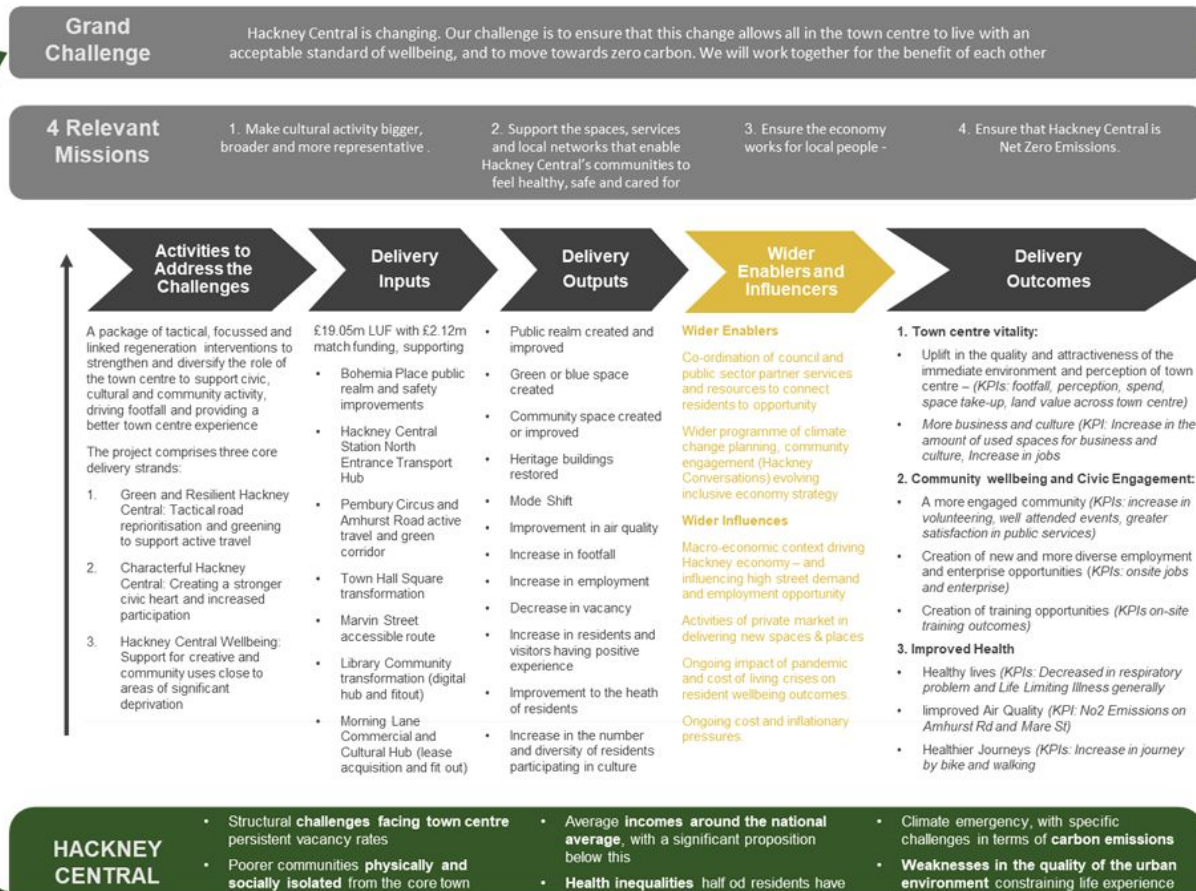 Grand
Challenge
Hackney Central is changing. Our challenge is to ensure that this change allows all in the town centre to live with an
acceptable standard of wellbeing, and to move towards zero carbon. We will work together for the benefit of each other
4 Relevant
Missions
1. Make cultural activity bigger,
broader and more representative .
2. Support the spaces, services
and local networks that enable
Hackney Central's communities to
feel healthy, safe and cared for
3. Ensure the economy
works for local people -
4. Ensure that Hackney Central is
Net Zero Emissions.
Activities to
Address the
Challenges
A package of tactical, focussed and
linked regeneration interventions to
strengthen and diversify the role of
the town centre to support civic,
cultural and community activity,
driving footfall and providing a
better town centre experience
The project comprises three core
delivery strands:
1. Green and Resilient Hackney
Central: Tactical road
reprioritisation and greening
to support active travel
2. Characterful Hackney
Central: Creating a stronger
civic heart and increased
participation
3. Hackney Central Wellbeing:
Support for creative and
community uses close to
areas of significant
deprivation
Delivery
Inputs
£19.05m LUF with £2.12m
match funding, supporting
• Bohemia Place public
realm and safety
improvements
• Hackney Central
Station North
Entrance Transport
Hub
• Pembury Circus and
Amhurst Road active
travel and green
corridor
• Town Hall Square
transformation
• Marvin Street
accessible route
• Library Community
transformation (digital
hub and fitout)
• Morning Lane
Commercial and
Cultural Hub (lease
acquisition and fit out)
Delivery
Outputs
• Public realm created and
improved
• Green or blue space
created
• Community space created
or improved
• Heritage buildings
restored
• Mode Shift
• Improvement in air quality
• Increase in footfall
• Increase in employment
• Decrease in vacancy
• Increase in residents and
visitors having positive
experience
• Improvement to the heath
of residents
• Increase in the number
and diversity of residents
participating in culture
Wider
Enablers and
Influencers
Wider Enablers
Co-ordination of council and
public sector partner services
and resources to connect
residents to opportunity
Wider programme of climate
change planning, community
engagement (Hackney
Conversations) evolving
inclusive economy strategy
Wider Influences
Macro-economic context driving
Hackney economy – and
influencing high street demand
and employment opportunity
Activities of private market in
delivering new spaces & places
Ongoing impact of pandemic
and cost of living crises on
resident wellbeing outcomes.
Ongoing cost and inflationary
pressures.
Delivery
Outcomes
1. Town centre vitality:
• Uplift in the quality and attractiveness of the
immediate environment and perception of town
centre – (KPIs: footfall, perception, spend,
space take-up, land value across town centre)
• More business and culture (KPI: Increase in the
amount of used spaces for business and
culture, Increase in jobs
2. Community wellbeing and Civic Engagement:
• A more engaged community (KPIs: increase in
volunteering, well attended events, greater
satisfaction in public services)
• Creation of new and more diverse employment
and enterprise opportunities (KPIs: onsite jobs
and enterprise)
• Creation of training opportunities (KPIs on-site
training outcomes)
3. Improved Health
• Healthy lives (KPIs: Decreased in respiratory
problem and Life Limiting Illness generally
• Iimproved Air Quality (KPI: No2 Emissions on
Amhurst Rd and Mare St)
• Healthier Journeys (KPIs: Increase in journey
by bike and walking
HACKNEY
CENTRAL
• Structural challenges facing town centre
persistent vacancy rates
• Poorer communities physically and
socially isolated from the core town
• Average incomes around the national
average, with a significant proposition
below this
• Health inequalities half od residents have
• Climate emergency, with specific
challenges in terms of carbon emissions
• Weaknesses in the quality of the urban
environment constraining life experience